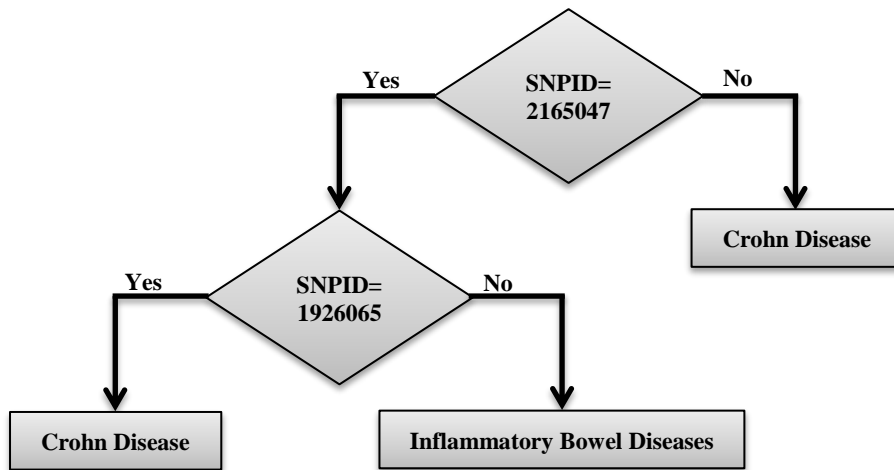 SNPID=
2165047
Yes
No
Crohn Disease
SNPID=
1926065
Yes
No
Crohn Disease
Inflammatory Bowel Diseases